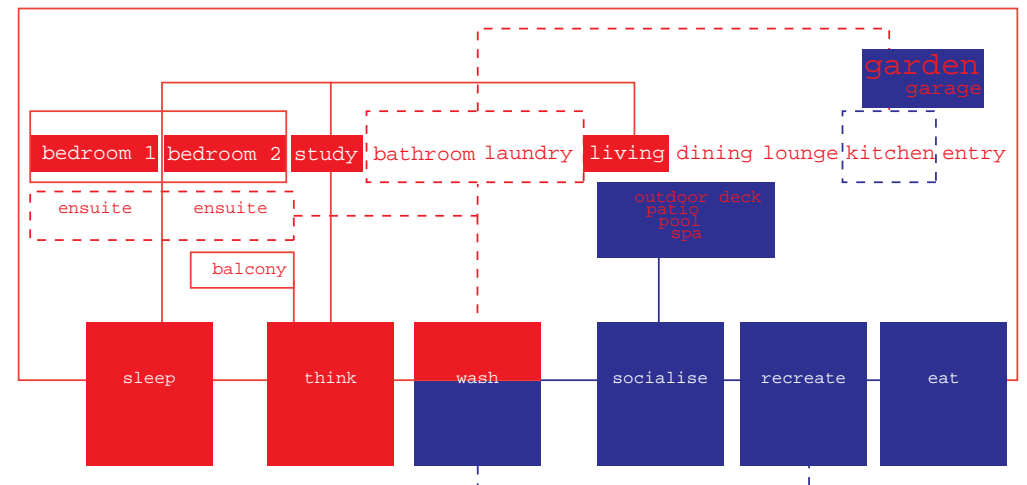 garden
garage
bedroom 1 bedroom 2 study bathroom laundry living dining lounge kitchen entry
ensuite ensuite
outdoor deck
patio
pool
spa
balcony
sleep think wash socialise recreate eat